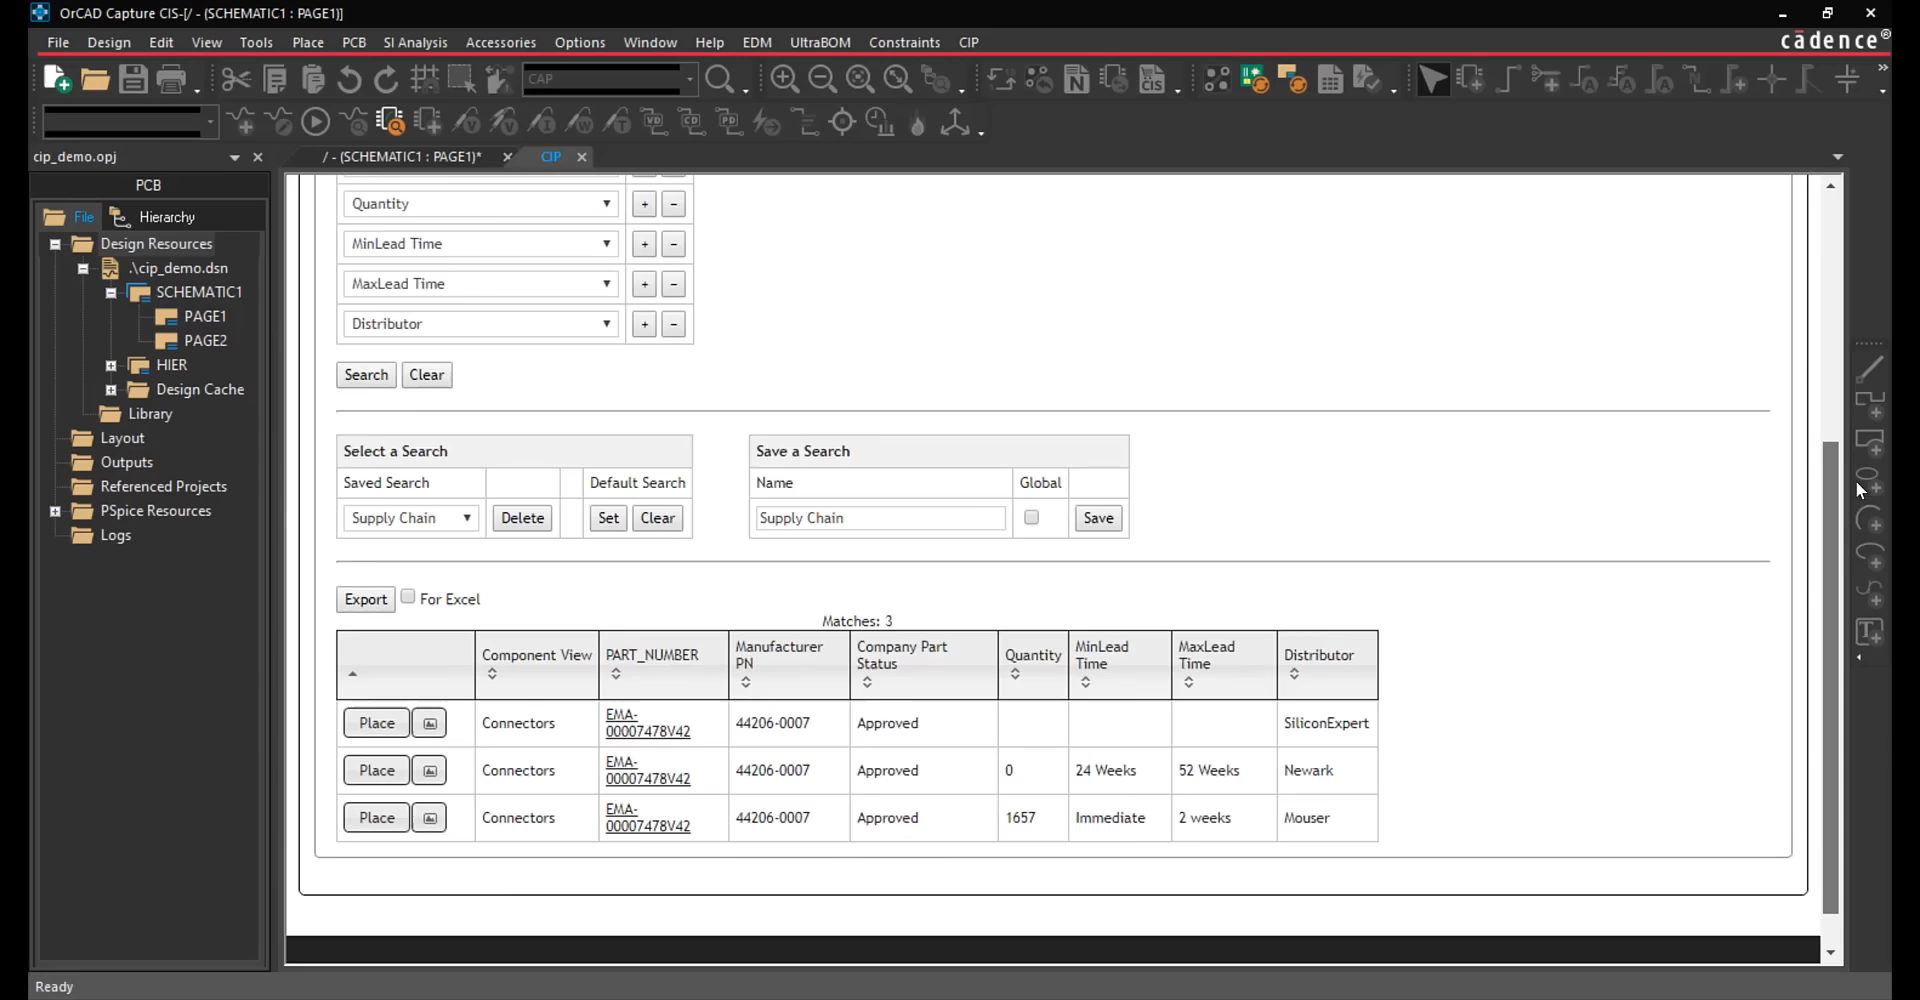 OrCAD Capture CIS-[/ - (SCHEMATIC1 : PAGE1)]
File Design Edit View Tools Place PCB SI Analysis Accessories Options Window Help EDM UltraBOM Constraints CIP
cādence®
CAP
cip_demo.opj
/ - (SCHEMATIC1 : PAGE1)*
CIP
PCB
File Hierarchy
Design Resources
.\cip_demo.dsn
SCHEMATIC1
PAGE1
PAGE2
HIER
Design Cache
Library
Layout
Outputs
Referenced Projects
PSpice Resources
Logs
Quantity + -
MinLead Time + -
MaxLead Time + -
Distributor + -
Search Clear
Select a Search
Saved Search Default Search
Supply Chain Delete Set Clear
Save a Search
Name Global
Supply Chain Save
Export For Excel
Matches: 3
Component View PART_NUMBER Manufacturer PN Company Part Status Quantity MinLead Time MaxLead Time Distributor
Place Connectors EMA-00007478V42 44206-0007 Approved SiliconExpert
Place Connectors EMA-00007478V42 44206-0007 Approved 0 24 Weeks 52 Weeks Newark
Place Connectors EMA-00007478V42 44206-0007 Approved 1657 Immediate 2 weeks Mouser
Ready